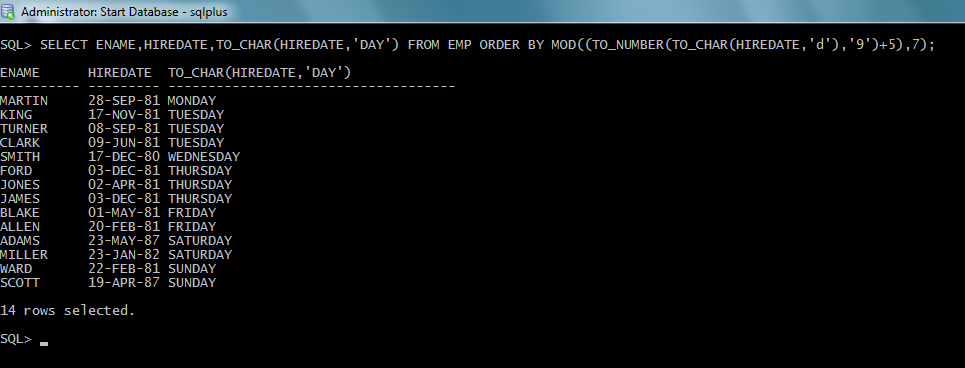 Administrator: Start Database - sqlplus
SQL> SELECT ENAME,HIREDATE,TO_CHAR(HIREDATE,'DAY') FROM EMP ORDER BY MOD((TO_NUMBER(TO_CHAR(HIREDATE,'d'),'9')+5),7);
ENAME      HIREDATE  TO_CHAR(HIREDATE,'DAY')
---------- --------- ------------------------------------
MARTIN     28-SEP-81 MONDAY
KING       17-NOV-81 TUESDAY
TURNER     08-SEP-81 TUESDAY
CLARK      09-JUN-81 TUESDAY
SMITH      17-DEC-80 WEDNESDAY
FORD       03-DEC-81 THURSDAY
JONES      02-APR-81 THURSDAY
JAMES      03-DEC-81 THURSDAY
BLAKE      01-MAY-81 FRIDAY
ALLEN      20-FEB-81 FRIDAY
ADAMS      23-MAY-87 SATURDAY
MILLER     23-JAN-82 SATURDAY
WARD       22-FEB-81 SUNDAY
SCOTT      19-APR-87 SUNDAY
14 rows selected.
SQL> _